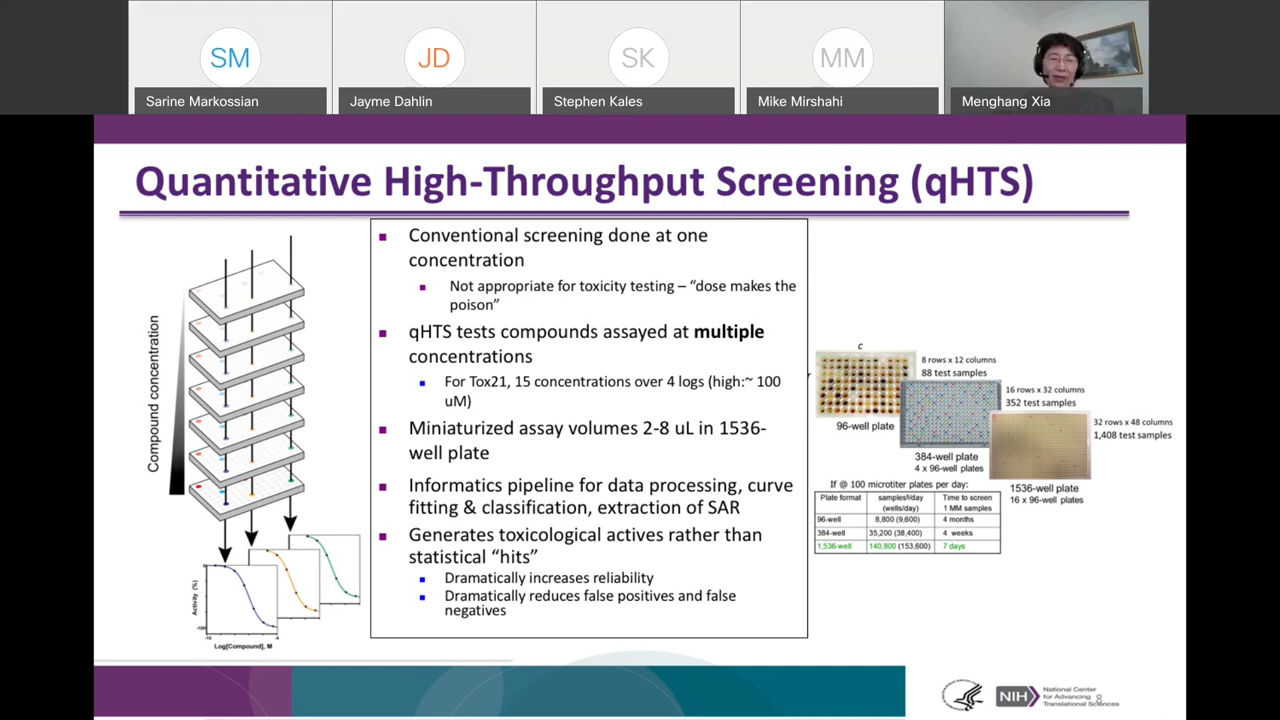 SM
JD
SK
MM
Sarine Markossian
Jayme Dahlin
Stephen Kales
Mike Mirshahi
Menghang Xia
Quantitative High-Throughput Screening (qHTS)
Compound concentration
Activity (%)
0
-100
-10
-4
Log[Compound], M
Conventional screening done at one
concentration
Not appropriate for toxicity testing – “dose makes the
poison”
qHTS tests compounds assayed at multiple
concentrations
For Tox21, 15 concentrations over 4 logs (high:~ 100
uM)
Miniaturized assay volumes 2-8 uL in 1536-
well plate
Informatics pipeline for data processing, curve
fitting & classification, extraction of SAR
Generates toxicological actives rather than
statistical “hits”
Dramatically increases reliability
Dramatically reduces false positives and false
negatives
c
8 rows x 12 columns
88 test samples
96-well plate
16 rows x 32 columns
352 test samples
384-well plate
4 x 96-well plates
32 rows x 48 columns
1,408 test samples
1536-well plate
16 x 96-well plates
If @ 100 microtiter plates per day:
Plate format samples/day Time to screen
(wells/day) 1 MM samples
96-well 8,800 (9,600) 4 months
384-well 35,200 (38,400) 4 weeks
1,536-well 140,800 (153,600) 7 days
NIH
National Center
for Advancing
Translational Sciences
8